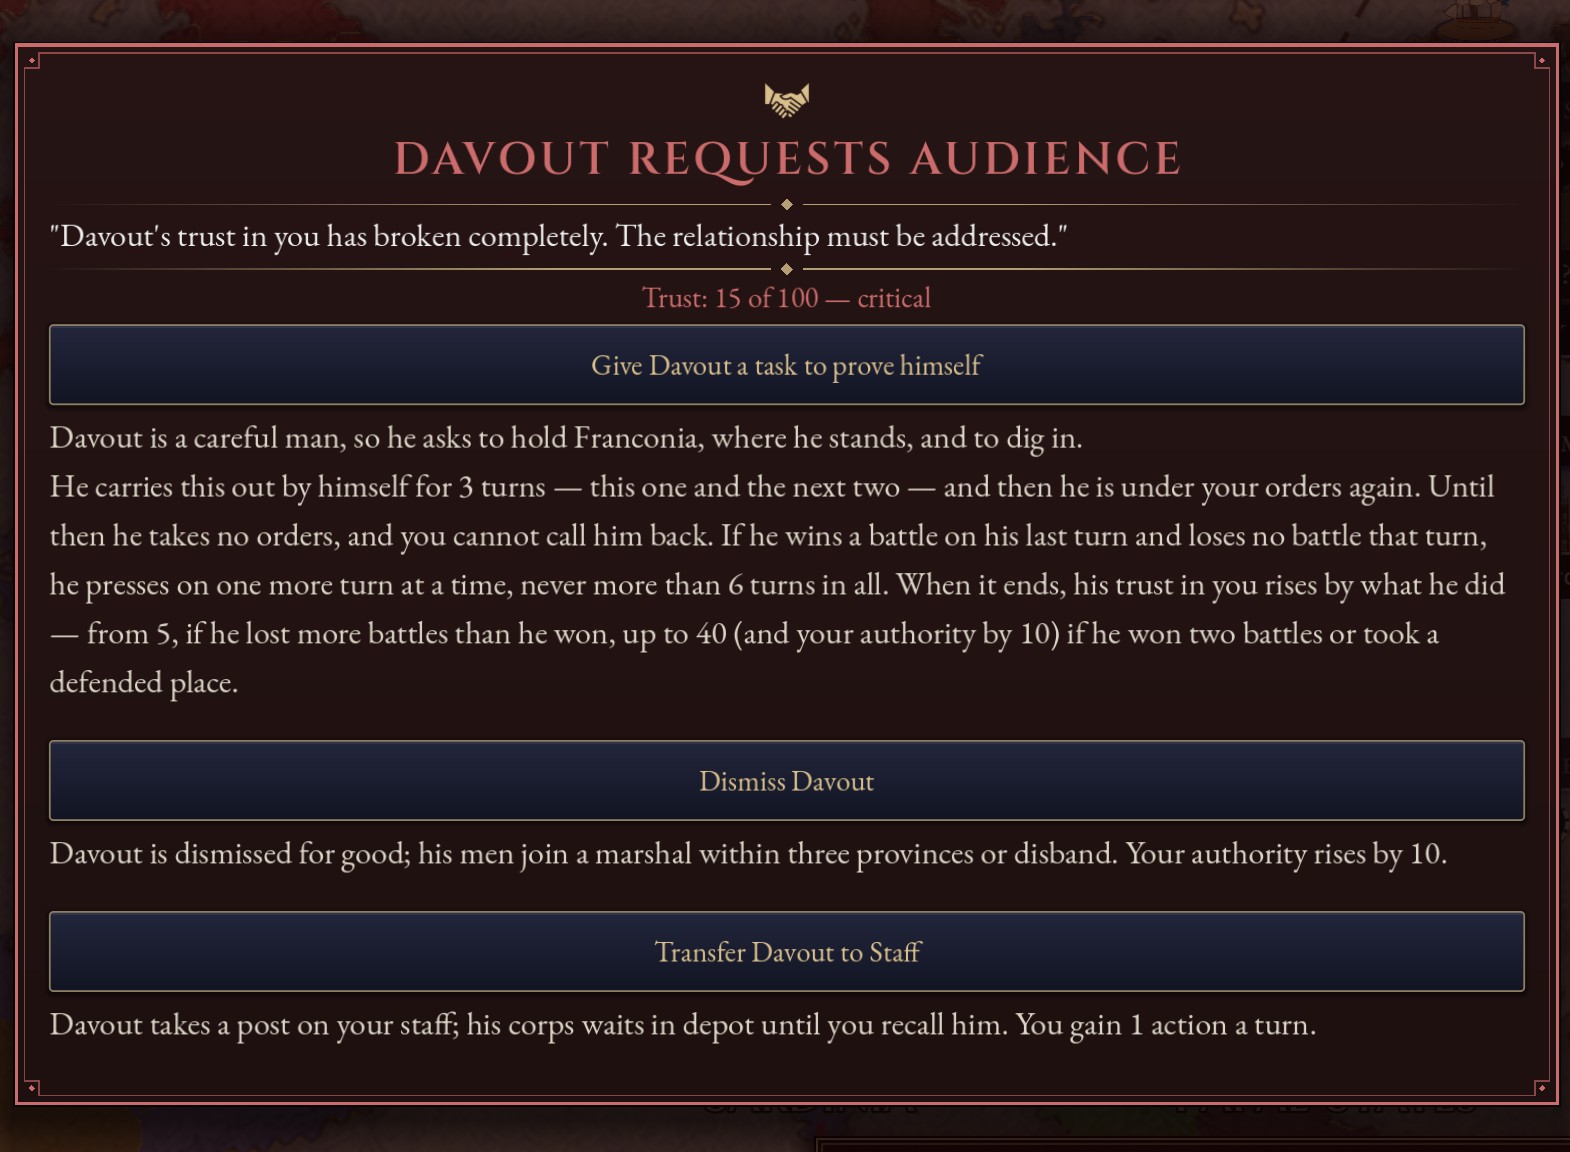 DAVOUT REQUESTS AUDIENCE
"Davout's trust in you has broken completely. The relationship must be addressed."
Trust: 15 of 100 — critical
Give Davout a task to prove himself
Davout is a careful man, so he asks to hold Franconia, where he stands, and to dig in.
He carries this out by himself for 3 turns — this one and the next two — and then he is under your orders again. Until
then he takes no orders, and you cannot call him back. If he wins a battle on his last turn and loses no battle that turn,
he presses on one more turn at a time, never more than 6 turns in all. When it ends, his trust in you rises by what he did
— from 5, if he lost more battles than he won, up to 40 (and your authority by 10) if he won two battles or took a
defended place.
Dismiss Davout
Davout is dismissed for good; his men join a marshal within three provinces or disband. Your authority rises by 10.
Transfer Davout to Staff
Davout takes a post on your staff; his corps waits in depot until you recall him. You gain 1 action a turn.